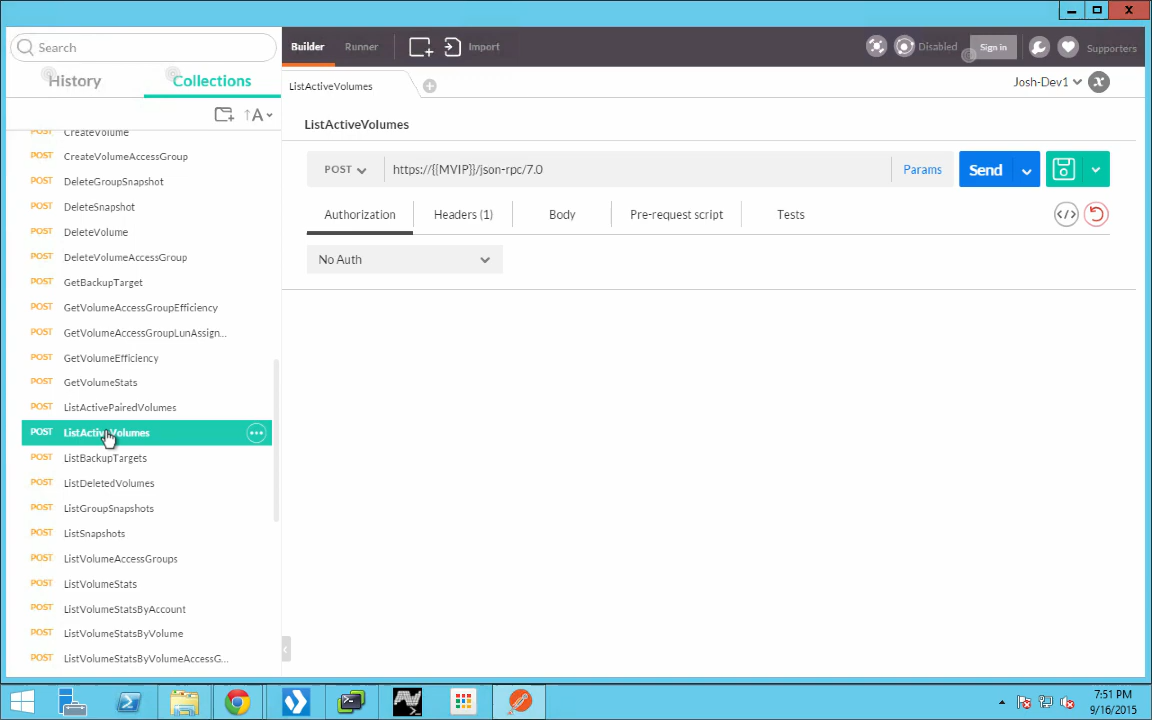 Search
Builder
Runner
Import
Disabled
Sign in
Supporters
History
Collections
ListActiveVolumes
Josh-Dev1
x
A
ListActiveVolumes
POST CreateVolume
POST CreateVolumeAccessGroup
POST DeleteGroupSnapshot
POST DeleteSnapshot
POST DeleteVolume
POST DeleteVolumeAccessGroup
POST GetBackupTarget
POST GetVolumeAccessGroupEfficiency
POST GetVolumeAccessGroupLunAssign...
POST GetVolumeEfficiency
POST GetVolumeStats
POST ListActivePairedVolumes
POST ListActiveVolumes
POST ListBackupTargets
POST ListDeletedVolumes
POST ListGroupSnapshots
POST ListSnapshots
POST ListVolumeAccessGroups
POST ListVolumeStats
POST ListVolumeStatsByAccount
POST ListVolumeStatsByVolume
POST ListVolumeStatsByVolumeAccessG...
POST https://{{MVIP}}/json-rpc/7.0 Params Send
Authorization Headers (1) Body Pre-request script Tests
No Auth
7:51 PM
9/16/2015